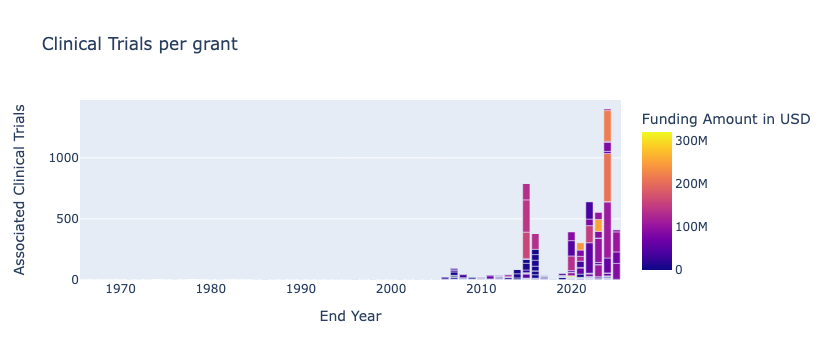 Clinical Trials per grant
Funding Amount in USD
300M
200M
100M
0
Associated Clinical Trials
1000
500
0
1970 1980 1990 2000 2010 2020
End Year